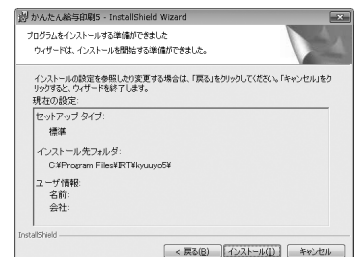 かんたん給与印刷5 - InstallShield Wizard
プログラムをインストールする準備ができました
ウィザードは、インストールを開始する準備ができました。
インストールの設定を参照したり変更する場合は、「戻る」をクリックしてください。「キャンセル」をク
リックすると、ウィザードを終了します。
現在の設定:
セットアップ タイプ:
標準
インストール先フォルダ:
C:¥Program Files¥IRT¥kyuuyo5¥
ユーザ情報:
名前:
会社:
InstallShield
< 戻る(B)
インストール(I)
キャンセル